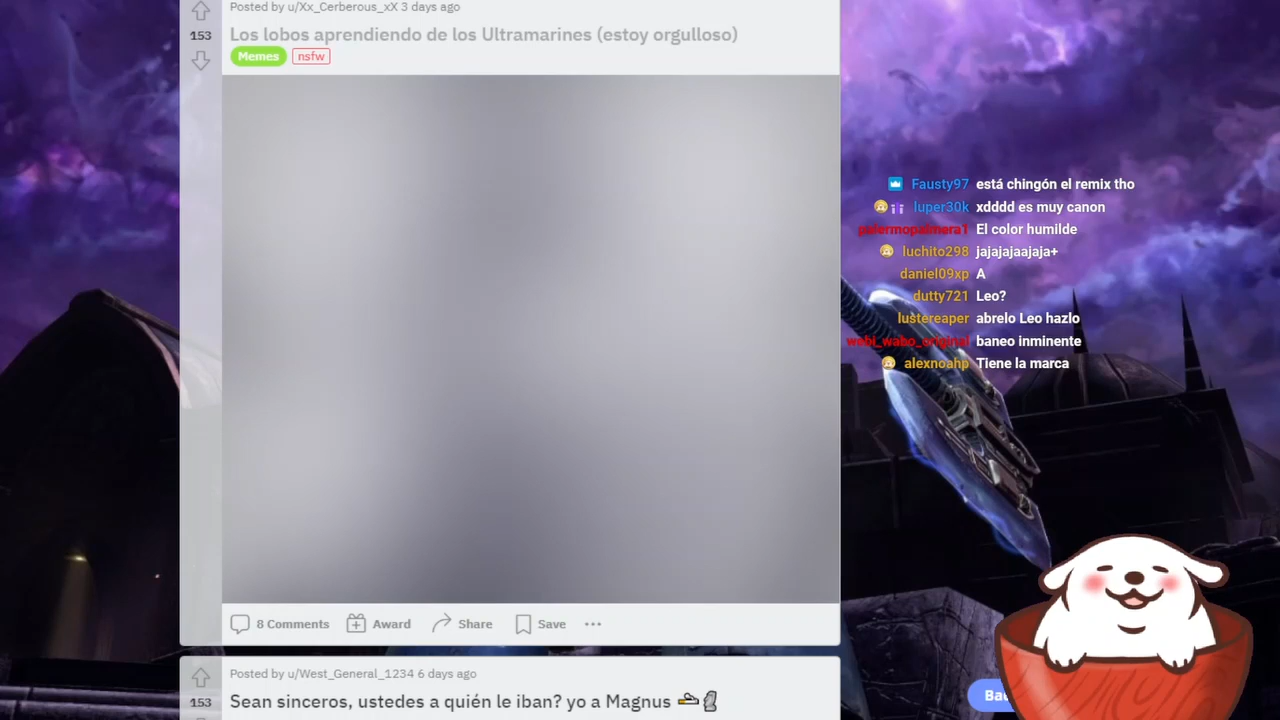 Posted by u/Xx_Cerberous_xX 3 days ago
153
Los lobos aprendiendo de los Ultramarines (estoy orgulloso)
Memes nsfw
8 Comments Award Share Save
Posted by u/West_General_1234 6 days ago
153
Sean sinceros, ustedes a quién le iban? yo a Magnus
Fausty97 está chingón el remix tho
luper30k xdddd es muy canon
palermopalmera1 El color humilde
luchito298 jajajajaajaja+
daniel09xp A
dutty721 Leo?
lustereaper abrelo Leo hazlo
wabi_wabo_original baneo inminente
alexnoahp Tiene la marca